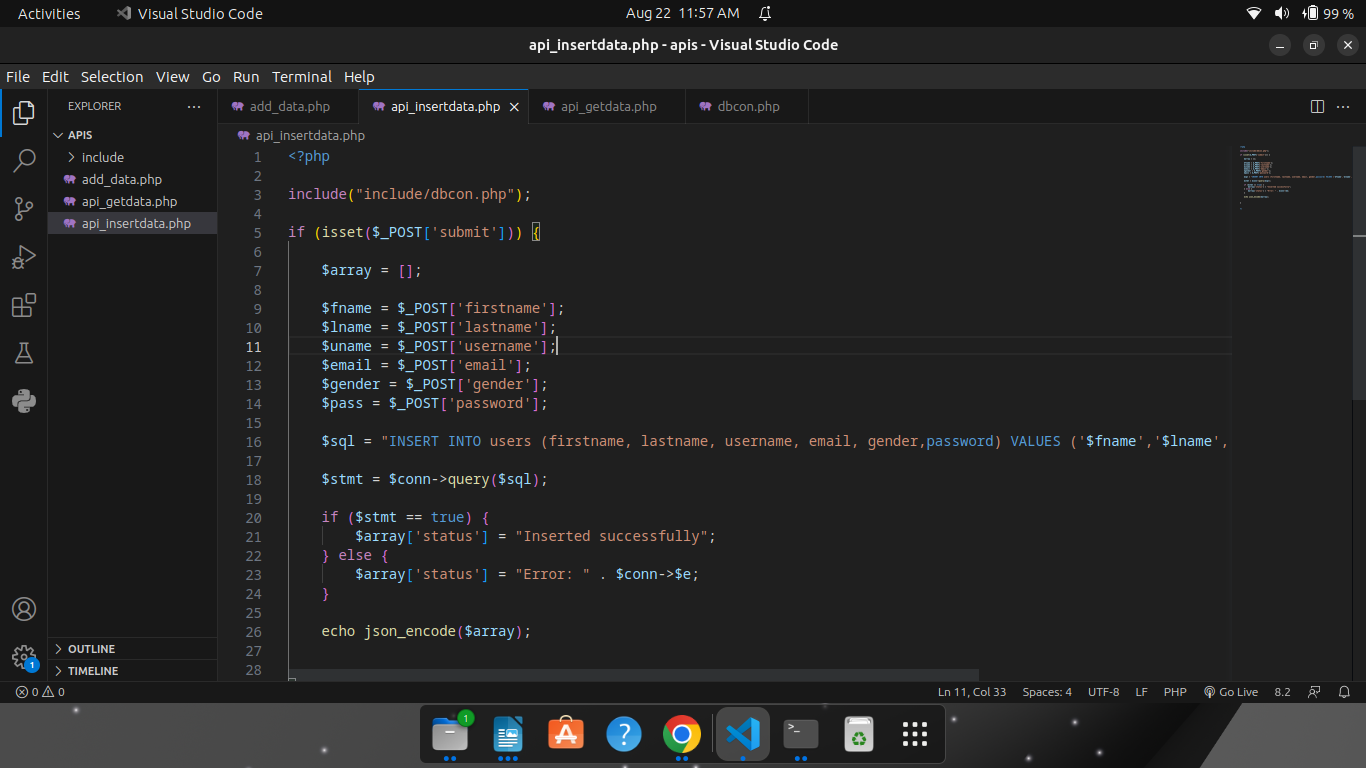 Activities
Visual Studio Code
Aug 22 11:57 AM
99 %
api_insertdata.php - apis - Visual Studio Code
File Edit Selection View Go Run Terminal Help
EXPLORER
APIS
include
add_data.php
api_getdata.php
api_insertdata.php
OUTLINE
TIMELINE
add_data.php
api_insertdata.php
api_getdata.php
dbcon.php
api_insertdata.php
1 <?php
2
3 include("include/dbcon.php");
4
5 if (isset($_POST['submit'])) {
6
7 $array = [];
8
9 $fname = $_POST['firstname'];
10 $lname = $_POST['lastname'];
11 $uname = $_POST['username'];
12 $email = $_POST['email'];
13 $gender = $_POST['gender'];
14 $pass = $_POST['password'];
15
16 $sql = "INSERT INTO users (firstname, lastname, username, email, gender,password) VALUES ('$fname','$lname',
17
18 $stmt = $conn->query($sql);
19
20 if ($stmt == true) {
21 $array['status'] = "Inserted successfully";
22 } else {
23 $array['status'] = "Error: " . $conn->$e;
24 }
25
26 echo json_encode($array);
27
28
1
0 0
Ln 11, Col 33
Spaces: 4
UTF-8
LF
PHP
Go Live
8.2
1